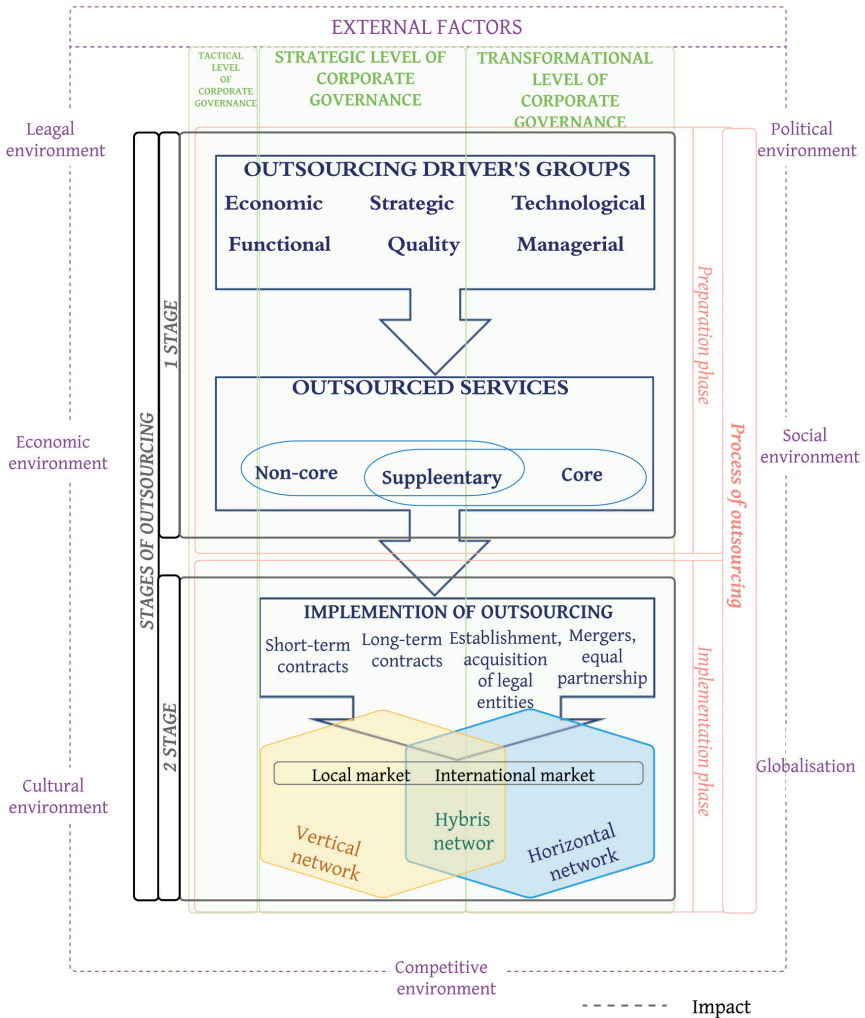 EXTERNAL FACTORS
TACTICAL
LEVEL
OF
CORPORATE
GOVERNANCE
STRATEGIC LEVEL OF
CORPORATE
GOVERNANCE
TRANSFORMATIONAL
LEVEL OF
CORPORATE
GOVERNANCE
Leagal
environment
Political
environment
OUTSOURCING DRIVER'S GROUPS
Economic Strategic Technological
Functional Quality Managerial
1 STAGE
Preparation phase
OUTSOURCED SERVICES
Non-core Suppleentary Core
Economic
environment
Social
environment
STAGES OF OUTSOURCING
Process of outsourcing
IMPLEMENTION OF OUTSOURCING
Short-term
contracts
Long-term
contracts
Establishment,
acquisition
of legal
entities
Mergers,
equal
partnership
2 STAGE
Implementation phase
Local market International market
Cultural
environment
Globalisation
Vertical
network
Hybris
networ
Horizontal
network
Competitive
environment
Impact